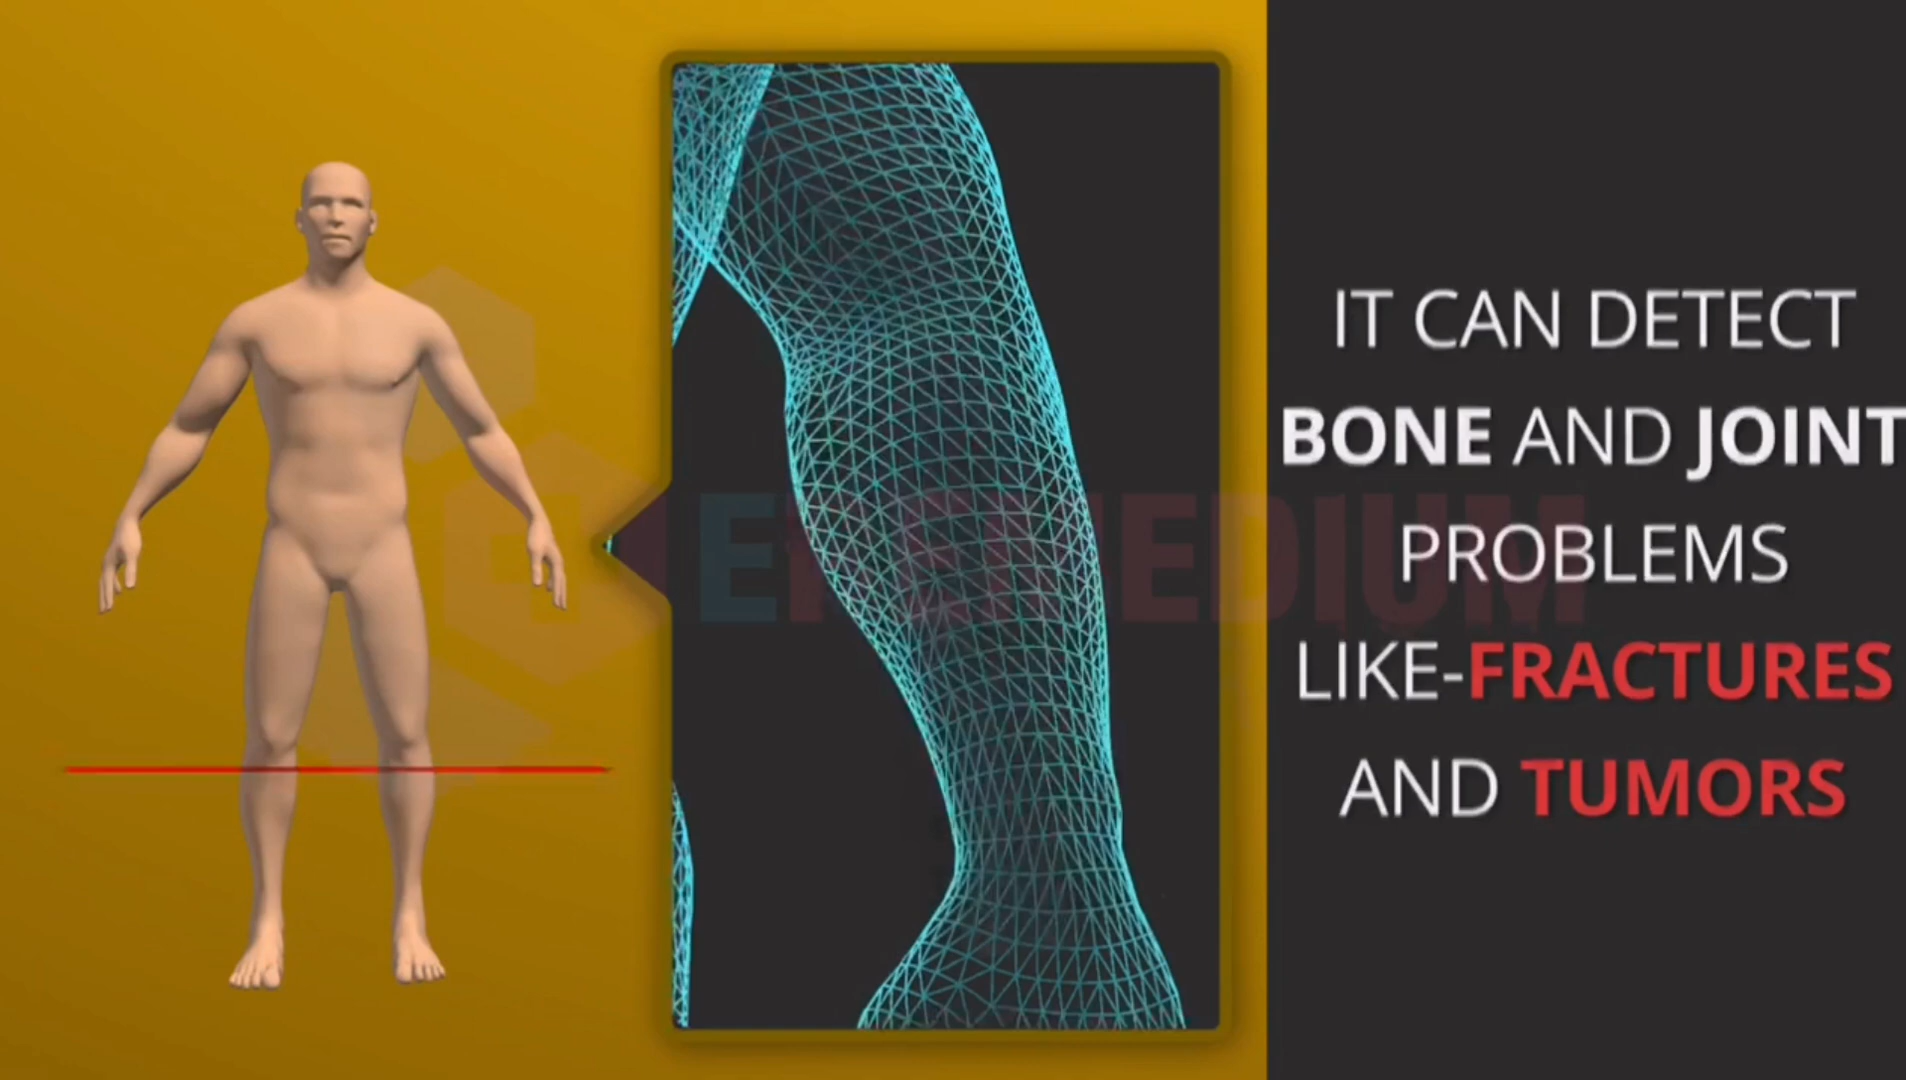 IT CAN DETECT
BONE AND JOINT
PROBLEMS
LIKE-FRACTURES
AND TUMORS